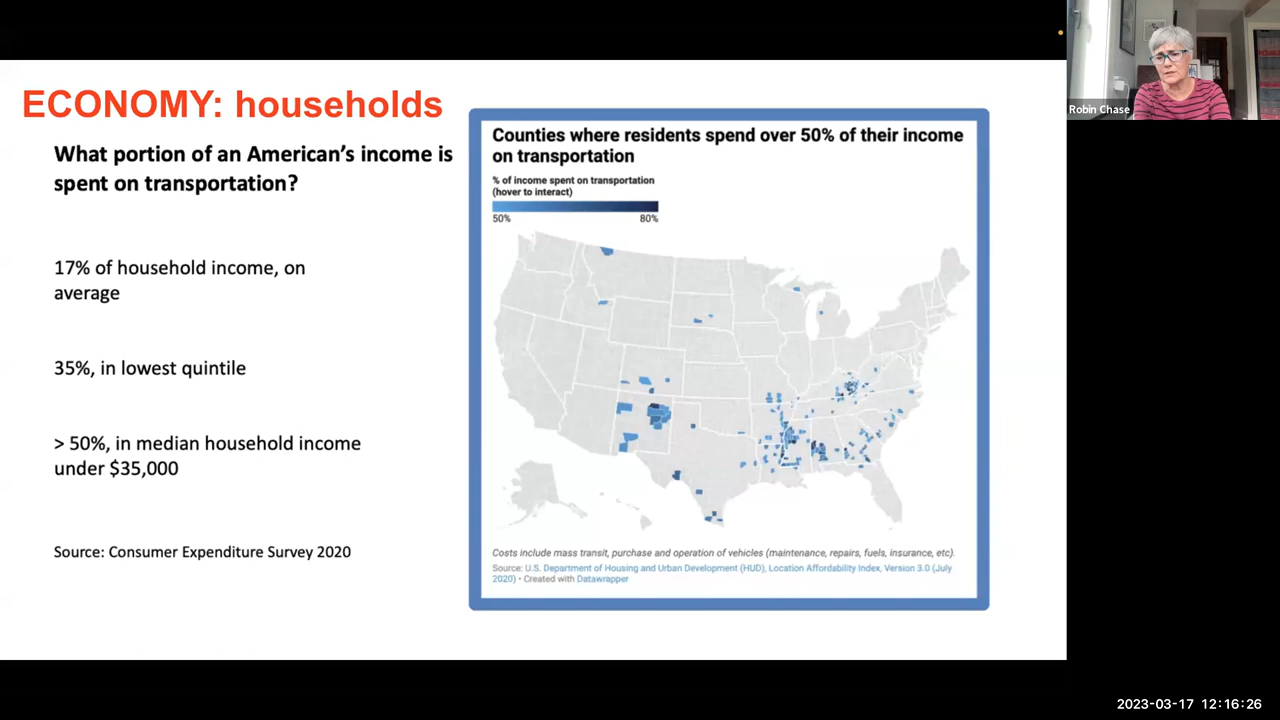 ECONOMY: households
What portion of an American's income is
spent on transportation?
17% of household income, on
average
35%, in lowest quintile
> 50%, in median household income
under $35,000
Source: Consumer Expenditure Survey 2020
Counties where residents spend over 50% of their income
on transportation
% of income spent on transportation
(hover to interact)
50% 80%
Costs include mass transit, purchase and operation of vehicles (maintenance, repairs, fuels, insurance, etc).
Source: U.S. Department of Housing and Urban Development (HUD), Location Affordability Index, Version 3.0 (July
2020) • Created with Datawrapper
Robin Chase
2023-03-17 12:16:26